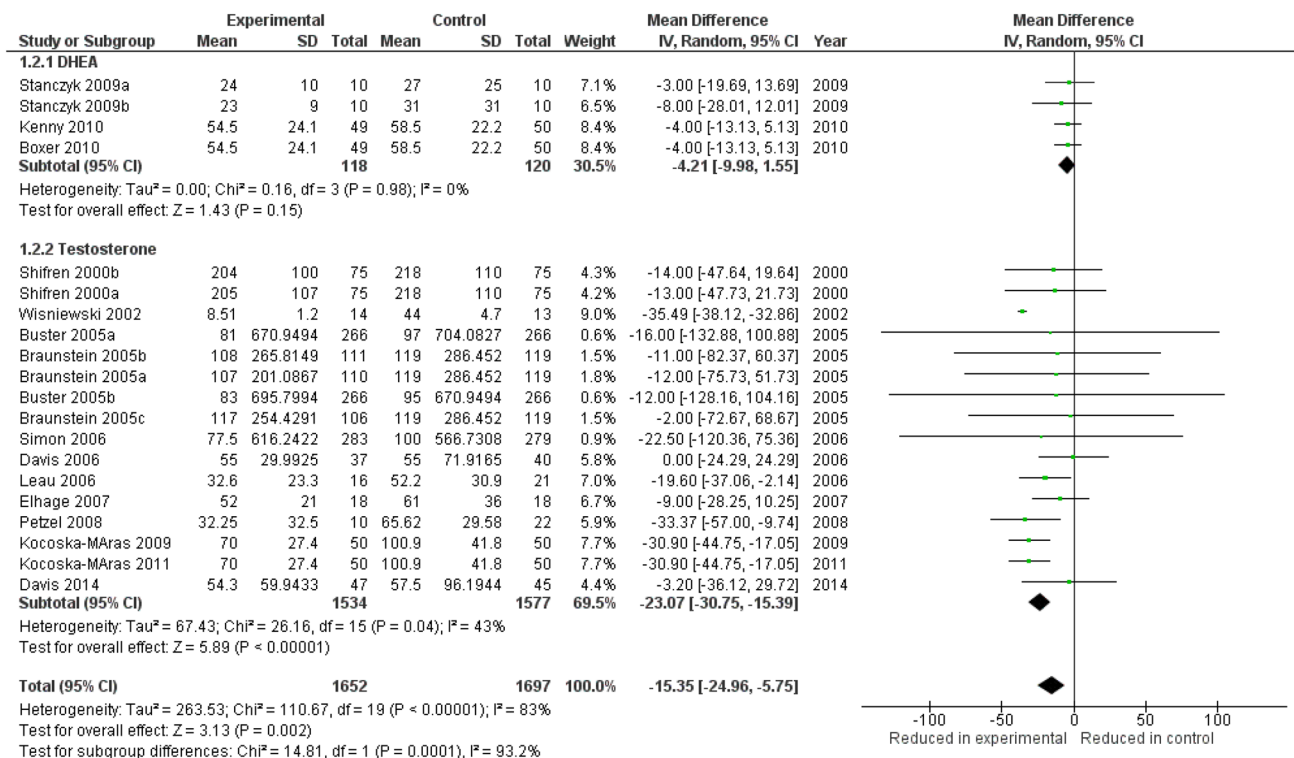 Experimental Control Mean Difference Mean Difference
Study or Subgroup Mean SD Total Mean SD Total Weight IV, Random, 95% CI Year IV, Random, 95% CI
1.2.1 DHEA
Stanczyk 2009a 24 10 10 27 25 10 7.1% -3.00 [-19.69, 13.69] 2009
Stanczyk 2009b 23 9 10 31 31 10 6.5% -8.00 [-28.01, 12.01] 2009
Kenny 2010 54.5 24.1 49 58.5 22.2 50 8.4% -4.00 [-13.13, 5.13] 2010
Boxer 2010 54.5 24.1 49 58.5 22.2 50 8.4% -4.00 [-13.13, 5.13] 2010
Subtotal (95% CI) 118 120 30.5% -4.21 [-9.98, 1.55]
Heterogeneity: Tau² = 0.00; Chi² = 0.16, df = 3 (P = 0.98); I² = 0%
Test for overall effect: Z = 1.43 (P = 0.15)
1.2.2 Testosterone
Shifren 2000b 204 100 75 218 110 75 4.3% -14.00 [-47.64, 19.64] 2000
Shifren 2000a 205 107 75 218 110 75 4.2% -13.00 [-47.73, 21.73] 2000
Wisniewski 2002 8.51 1.2 14 44 4.7 13 9.0% -35.49 [-38.12, -32.86] 2002
Buster 2005a 81 670.9494 266 97 704.0827 266 0.6% -16.00 [-132.88, 100.88] 2005
Braunstein 2005b 108 265.8149 111 119 286.452 119 1.5% -11.00 [-82.37, 60.37] 2005
Braunstein 2005a 107 201.0867 110 119 286.452 119 1.8% -12.00 [-75.73, 51.73] 2005
Buster 2005b 83 695.7994 266 95 670.9494 266 0.6% -12.00 [-128.16, 104.16] 2005
Braunstein 2005c 117 254.4291 106 119 286.452 119 1.5% -2.00 [-72.67, 68.67] 2005
Simon 2006 77.5 616.2422 283 100 566.7308 279 0.9% -22.50 [-120.36, 75.36] 2006
Davis 2006 55 29.9925 37 55 71.9165 40 5.8% 0.00 [-24.29, 24.29] 2006
Leau 2006 32.6 23.3 16 52.2 30.9 21 7.0% -19.60 [-37.06, -2.14] 2006
Elhage 2007 52 21 18 61 36 18 6.7% -9.00 [-28.25, 10.25] 2007
Petzel 2008 32.25 32.5 10 65.62 29.58 22 5.9% -33.37 [-57.00, -9.74] 2008
Kocoska-MAras 2009 70 27.4 50 100.9 41.8 50 7.7% -30.90 [-44.75, -17.05] 2009
Kocoska-MAras 2011 70 27.4 50 100.9 41.8 50 7.7% -30.90 [-44.75, -17.05] 2011
Davis 2014 54.3 59.9433 47 57.5 96.1944 45 4.4% -3.20 [-36.12, 29.72] 2014
Subtotal (95% CI) 1534 1577 69.5% -23.07 [-30.75, -15.39]
Heterogeneity: Tau² = 67.43; Chi² = 26.16, df = 15 (P = 0.04); I² = 43%
Test for overall effect: Z = 5.89 (P < 0.00001)
Total (95% CI) 1652 1697 100.0% -15.35 [-24.96, -5.75]
Heterogeneity: Tau² = 263.53; Chi² = 110.67, df = 19 (P < 0.00001); I² = 83%
Test for overall effect: Z = 3.13 (P = 0.002)
Test for subgroup differences: Chi² = 14.81, df = 1 (P = 0.0001), I² = 93.2%
-100 -50 0 50 100
Reduced in experimental Reduced in control